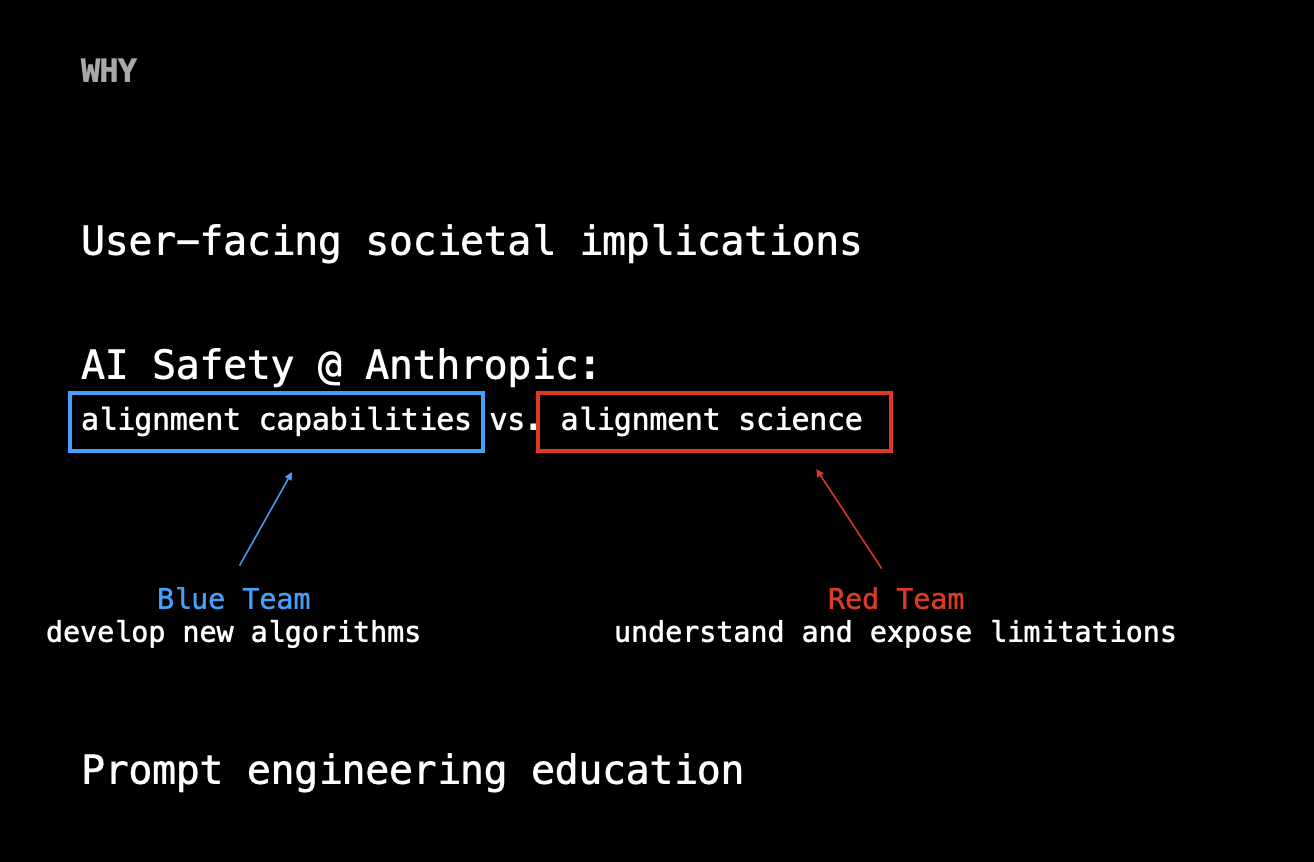 WHY
User-facing societal implications
AI Safety @ Anthropic:
alignment capabilities vs. alignment science
Blue Team
develop new algorithms
Red Team
understand and expose limitations
Prompt engineering education